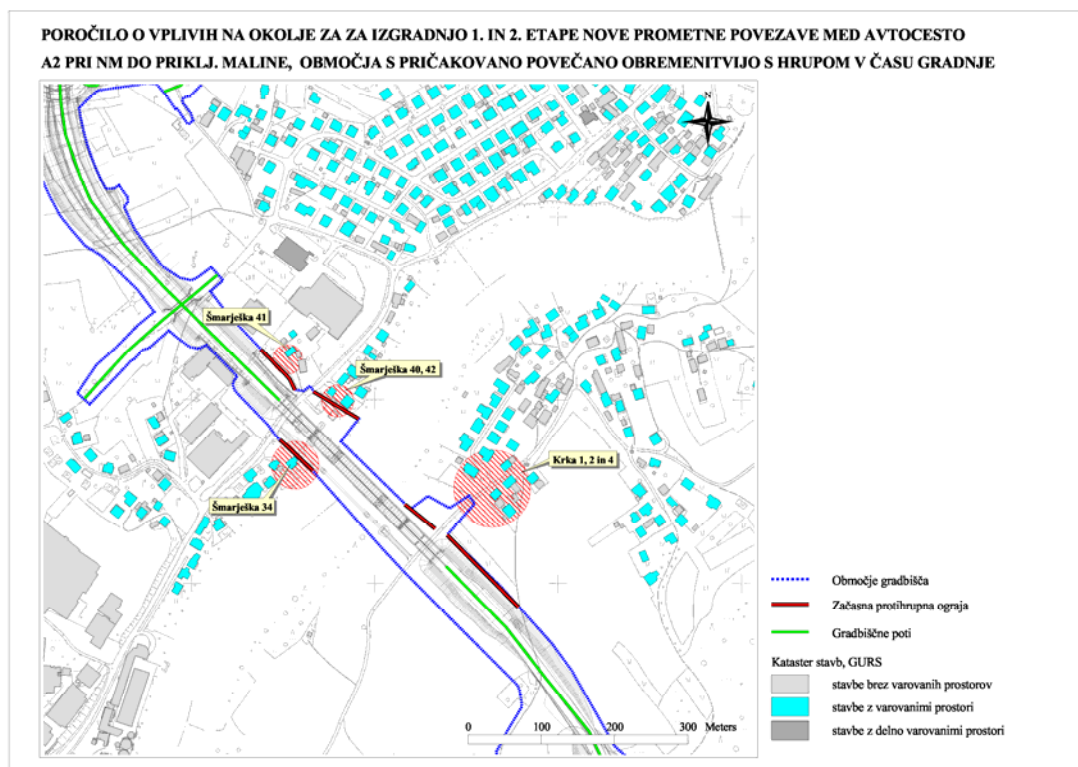 POROČILO O VPLIVIH NA OKOLJE ZA ZA IZGRADNJO 1. IN 2. ETAPE NOVE PROMETNE POVEZAVE MED AVTOCESTO
A2 PRI NM DO PRIKLJ. MALINE, OBMOČJA S PRIČAKOVANO POVEČANO OBREMENITVIJO S HRUPOM V ČASU GRADNJE
N
Šmarješka 41
Šmarješka 40, 42
Krka 1, 2 in 4
Šmarješka 34
Območje gradbišča
Začasna protihrupna ograja
Gradbiščne poti
Kataster stavb, GURS
stavbe brez varovanih prostorov
stavbe z varovanimi prostori
stavbe z delno varovanimi prostori
0 100 200 300 Meters